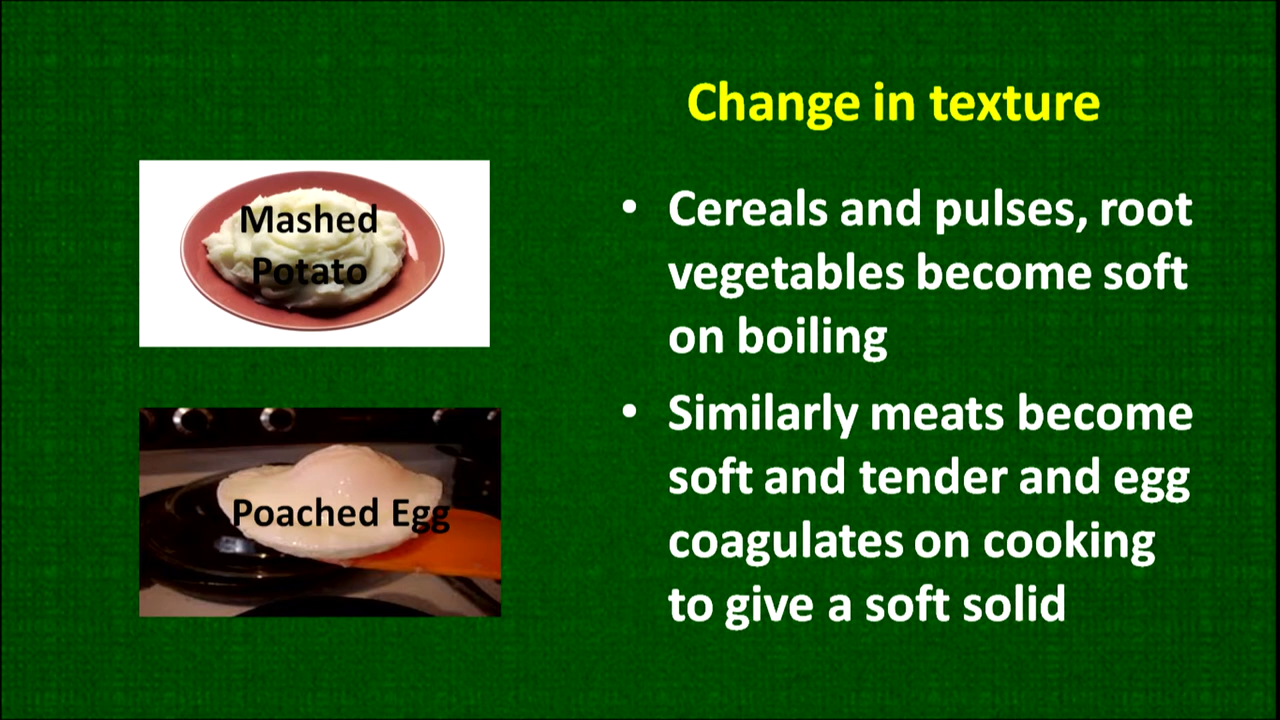 Change in texture
Mashed
Potato
Poached Egg
• Cereals and pulses, root
vegetables become soft
on boiling
• Similarly meats become
soft and tender and egg
coagulates on cooking
to give a soft solid